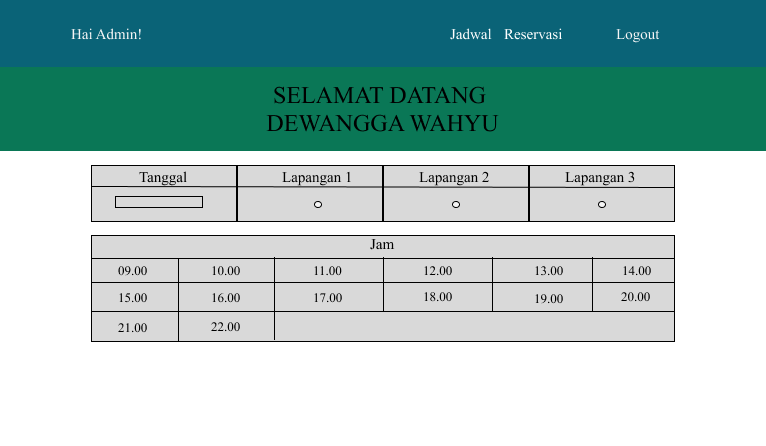 Hai Admin! Jadwal Reservasi Logout
SELAMAT DATANG
DEWANGGA WAHYU
Tanggal Lapangan 1 Lapangan 2 Lapangan 3
Jam
09.00 10.00 11.00 12.00 13.00 14.00
15.00 16.00 17.00 18.00 19.00 20.00
21.00 22.00